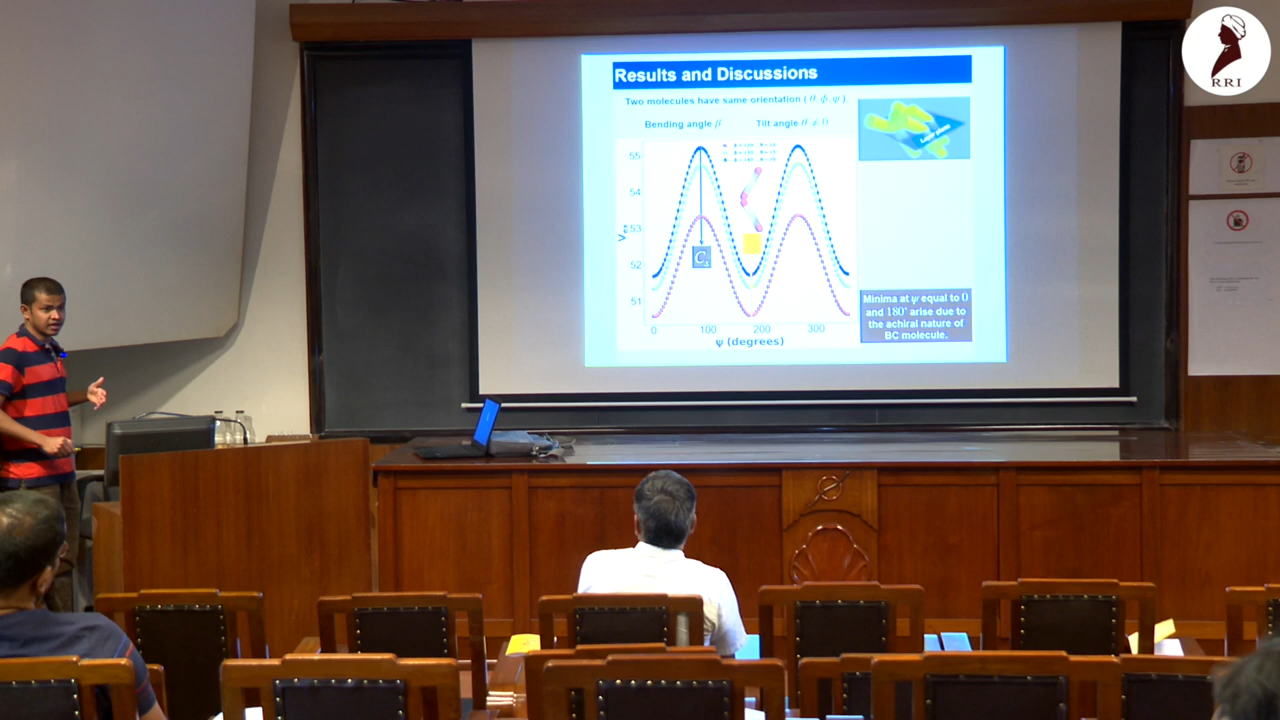 RRI
Results and Discussions
Two molecules have same orientation ( θ, ϕ, ψ )
Bending angle β
Tilt angle θ ≠ 0
55
54
53
52
51
0
100
200
300
ψ (degrees)
Minima at ψ equal to 0
and 180° arise due to
the achiral nature of
BC molecule.